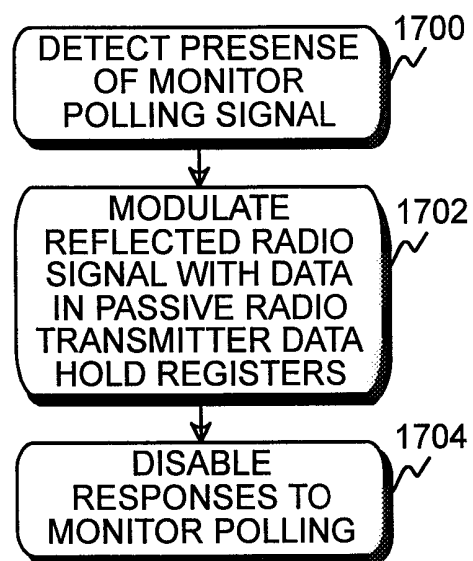 1700
DETECT PRESENSE
OF MONITOR
POLLING SIGNAL
1702
MODULATE
REFLECTED RADIO
SIGNAL WITH DATA
IN PASSIVE RADIO
TRANSMITTER DATA
HOLD REGISTERS
1704
DISABLE
RESPONSES TO
MONITOR POLLING